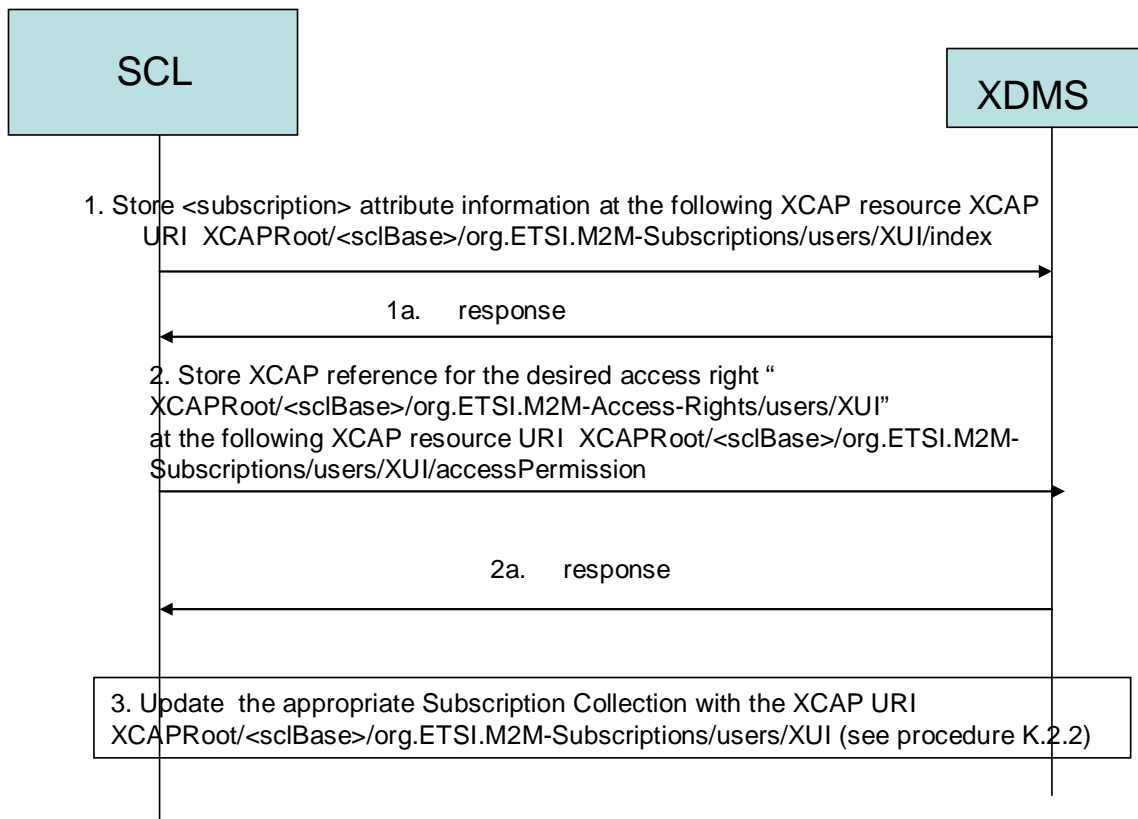 SCL
XDMS
1. Store <subscription> attribute information at the following XCAP resource XCAP
URI XCAPRoot/<sclBase>/org.ETSI.M2M-Subscriptions/users/XUI/index
1a. response
2. Store XCAP reference for the desired access right “
XCAPRoot/<sclBase>/org.ETSI.M2M-Access-Rights/users/XUI”
at the following XCAP resource URI XCAPRoot/<sclBase>/org.ETSI.M2M-
Subscriptions/users/XUI/accessPermission
2a. response
3. Update the appropriate Subscription Collection with the XCAP URI
XCAPRoot/<sclBase>/org.ETSI.M2M-Subscriptions/users/XUI (see procedure K.2.2)